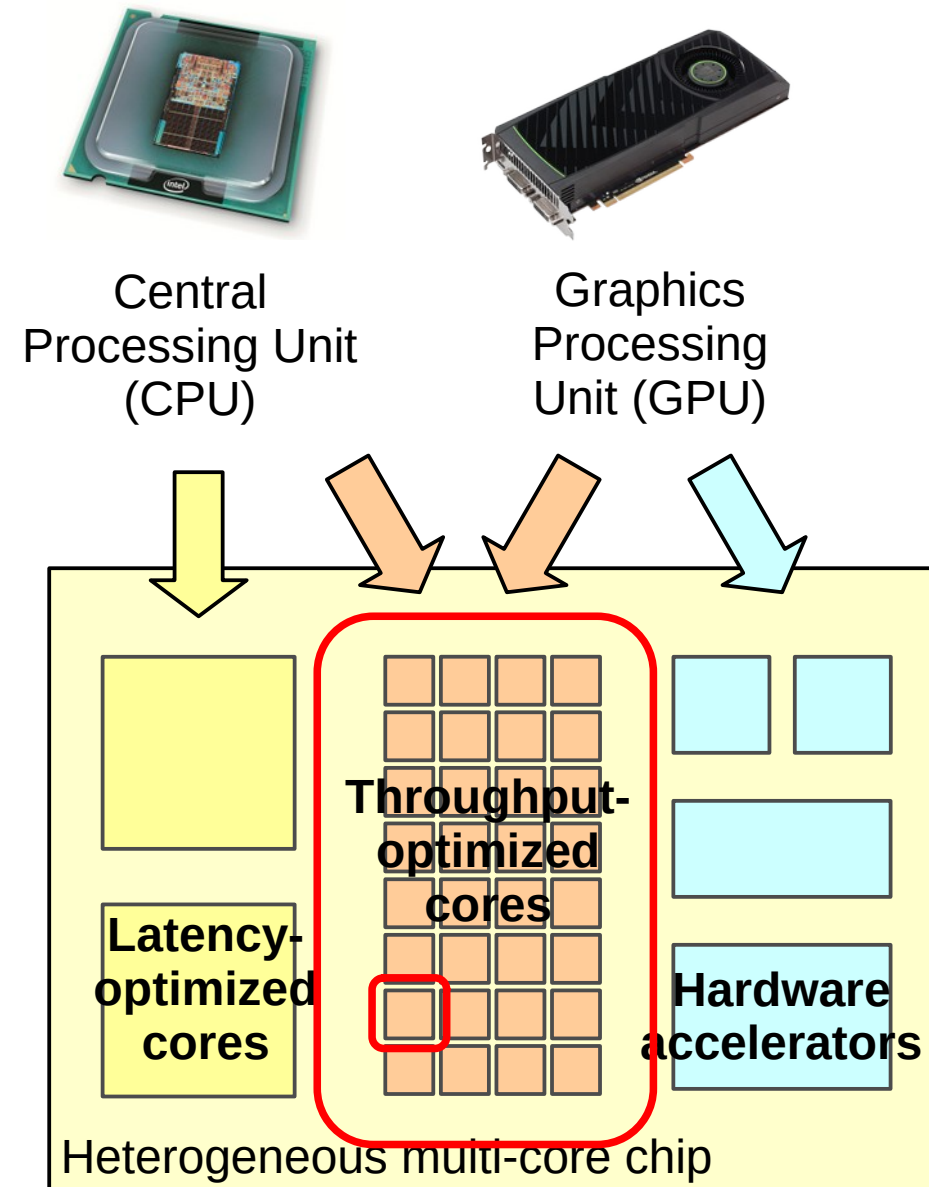 intel
Central
Processing Unit
(CPU)
Graphics
Processing
Unit (GPU)
Throughput-
optimized
cores
Latency-
optimized
cores
Hardware
accelerators
Heterogeneous multi-core chip